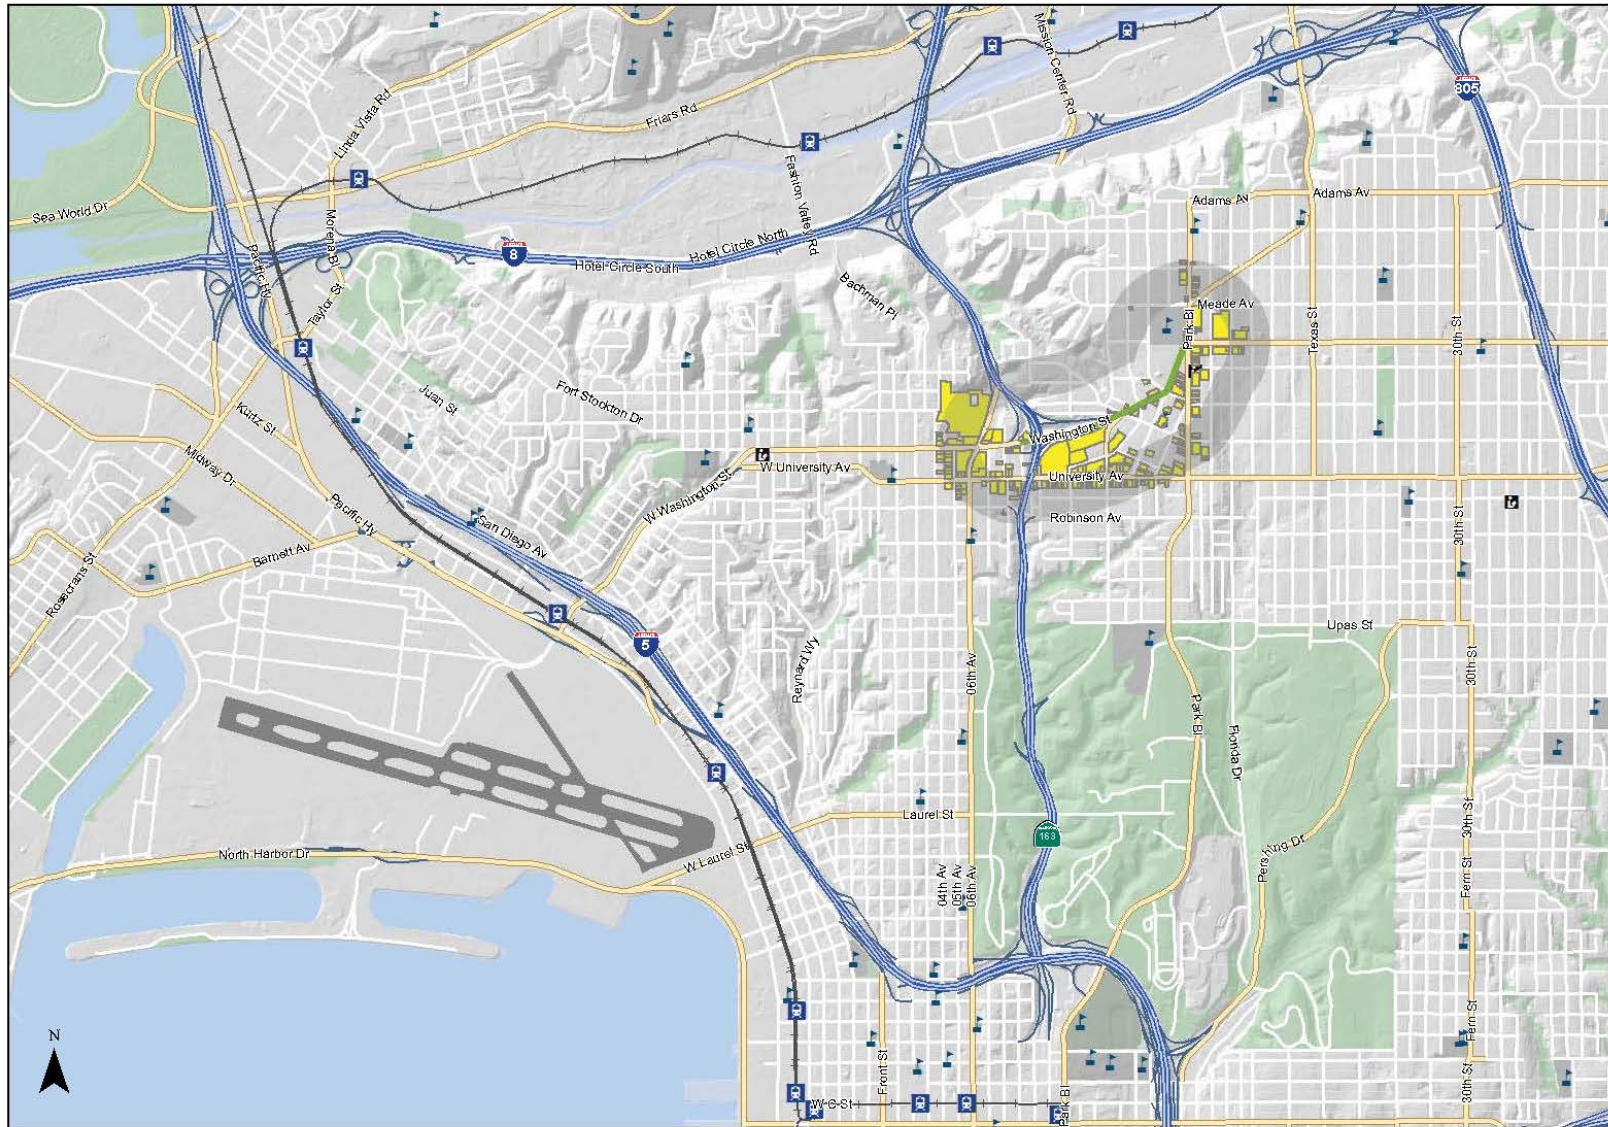 Mission Center Rd
805
Linda Vista Rd
Friars Rd
Fashion Valley Rd
Adams Av
Adams Av
Sea World Dr
Morena Bl
Pacific Hy
Hotel Circle North
8
Hotel Circle South
Bachman Pl
Taylor St
Meade Av
Park Bl
Texas St
30th St
Juan St
Fort Stockton Dr
Kurtz St
Washington St
Midway Dr
W University Av
University Av
W Washington St
Pacific Hy
San Diego Av
Robinson Av
30th St
Barnett Av
Rosecrans St
5
Upas St
Reynard Wy
06th Av
30th St
Park Bl
Florida Dr
Laurel St
163
30th St
Pershing Dr
North Harbor Dr
W Laurel St
04th Av
05th Av
06th Av
Fern St
N
Fern St
Front St
30th St
W C St
Park Bl